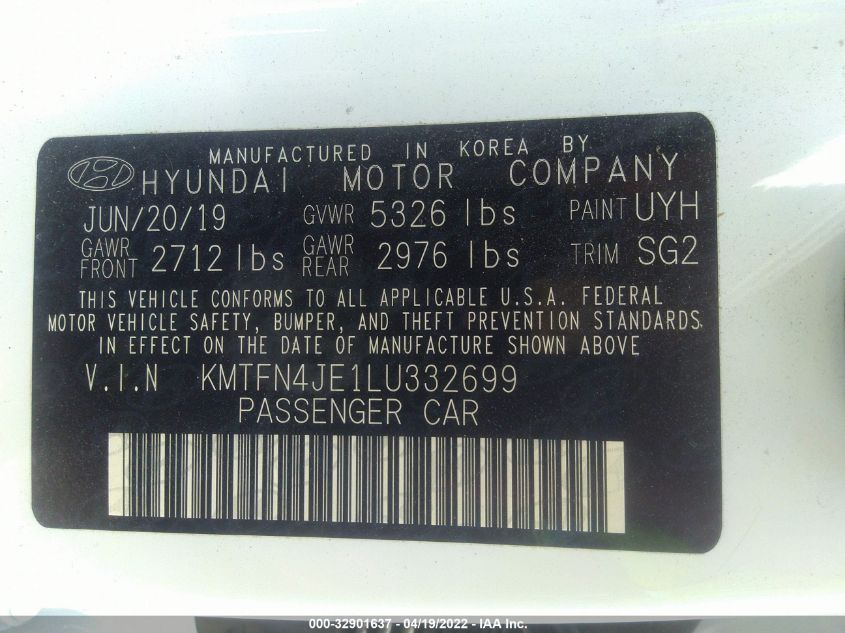 MANUFACTURED IN KOREA BY
HYUNDAI MOTOR COMPANY
JUN/20/19 GVWR 5326 lbs PAINT UYH
GAWR FRONT 2712 lbs GAWR REAR 2976 lbs TRIM SG2
THIS VEHICLE CONFORMS TO ALL APPLICABLE U.S.A. FEDERAL
MOTOR VEHICLE SAFETY, BUMPER, AND THEFT PREVENTION STANDARDS
IN EFFECT ON THE DATE OF MANUFACTURE SHOWN ABOVE
V.I.N KMTFN4JE1LU332699
PASSENGER CAR
000-32901637 - 04/19/2022 - IAA Inc.